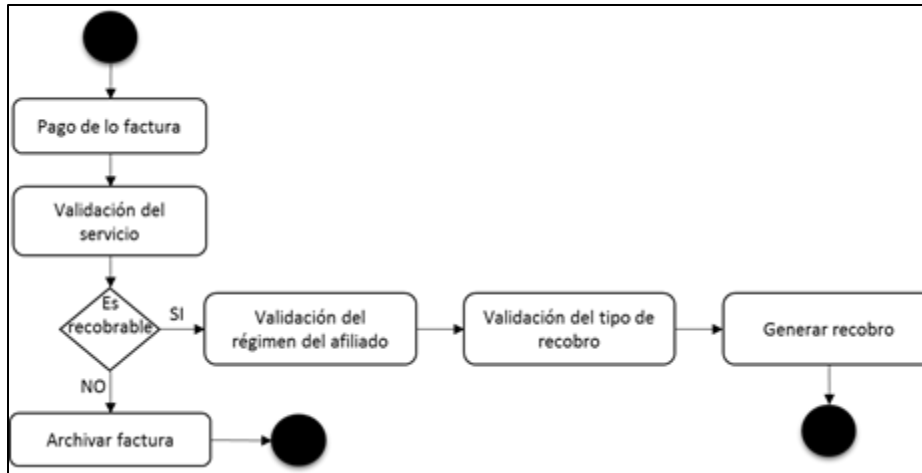 Pago de lo factura
Validación del
servicio
Es
recobrable
SI
Validación del
régimen del afiliado
Validación del tipo de
recobro
Generar recobro
NO
Archivar factura